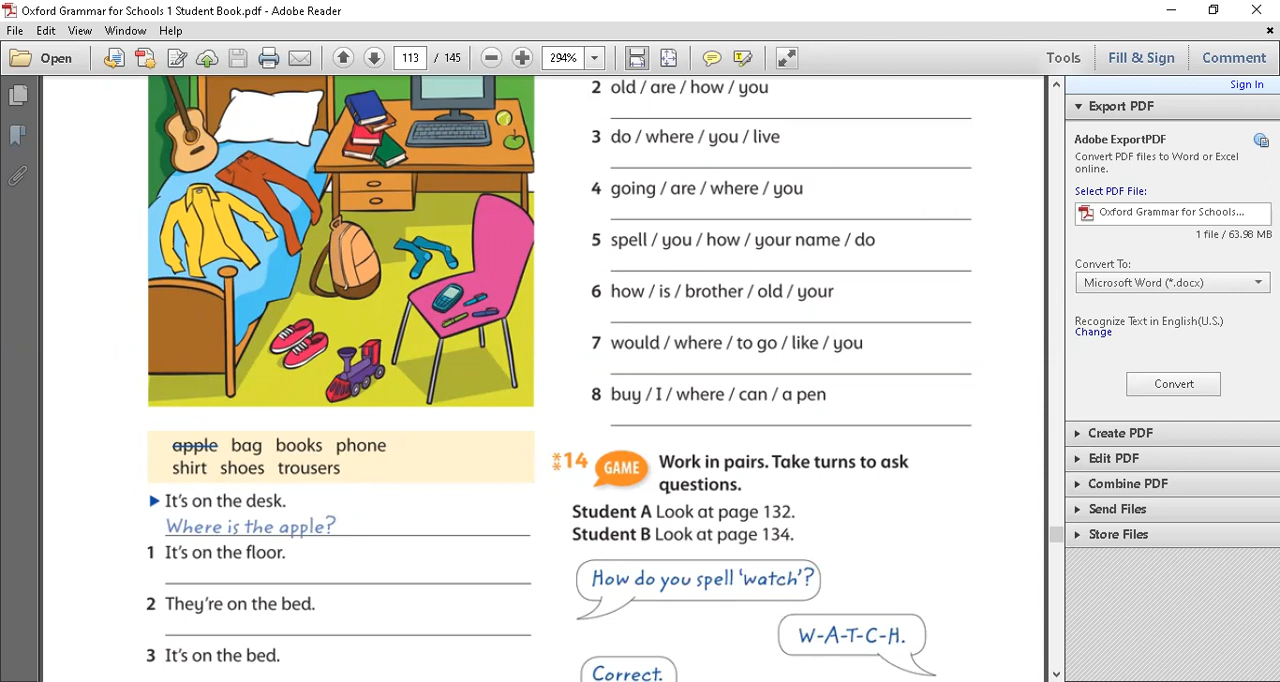 Oxford Grammar for Schools 1 Student Book.pdf - Adobe Reader
File Edit View Window Help
Open 113 / 145 294% Tools Fill & Sign Comment
Sign In
Export PDF
Adobe ExportPDF
Convert PDF files to Word or Excel
online.
Select PDF File:
Oxford Grammar for Schools...
1 file / 63.98 MB
Convert To:
Microsoft Word (*.docx)
Recognize Text in English(U.S.)
Change
Convert
Create PDF
Edit PDF
Combine PDF
Send Files
Store Files
apple bag books phone
shirt shoes trousers
It's on the desk.
Where is the apple?
1 It's on the floor.
2 They're on the bed.
3 It's on the bed.
2 old / are / how / you
3 do / where / you / live
4 going / are / where / you
5 spell / you / how / your name / do
6 how / is / brother / old / your
7 would / where / to go / like / you
8 buy / I / where / can / a pen
14 GAME Work in pairs. Take turns to ask
questions.
Student A Look at page 132.
Student B Look at page 134.
How do you spell 'watch'?
W-A-T-C-H.
Correct.